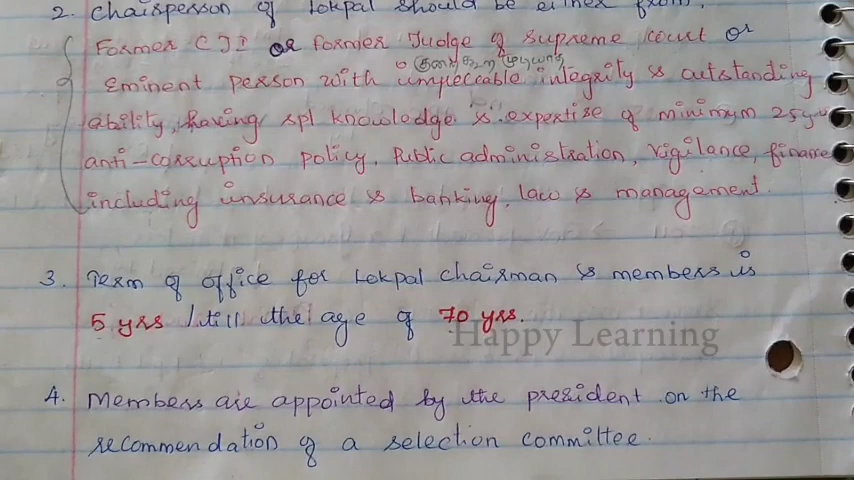 2. Chairperson of Lokpal should be either from.
Former CJI or former Judge of supreme court or
குறை கூற முடியாத
Eminent person with impleccable integrity & outstanding
ability, having spl knowledge & expertise of minimum 25 yrs
anti-corruption policy, Public administration, vigilance, finance
including insurance & banking, law & management.
3. Term of office for Lokpal chairman & members is
5 yrs / till the age of 70 yrs.
Happy Learning
4. Members are appointed by the president on the
recommendation of a selection committee.